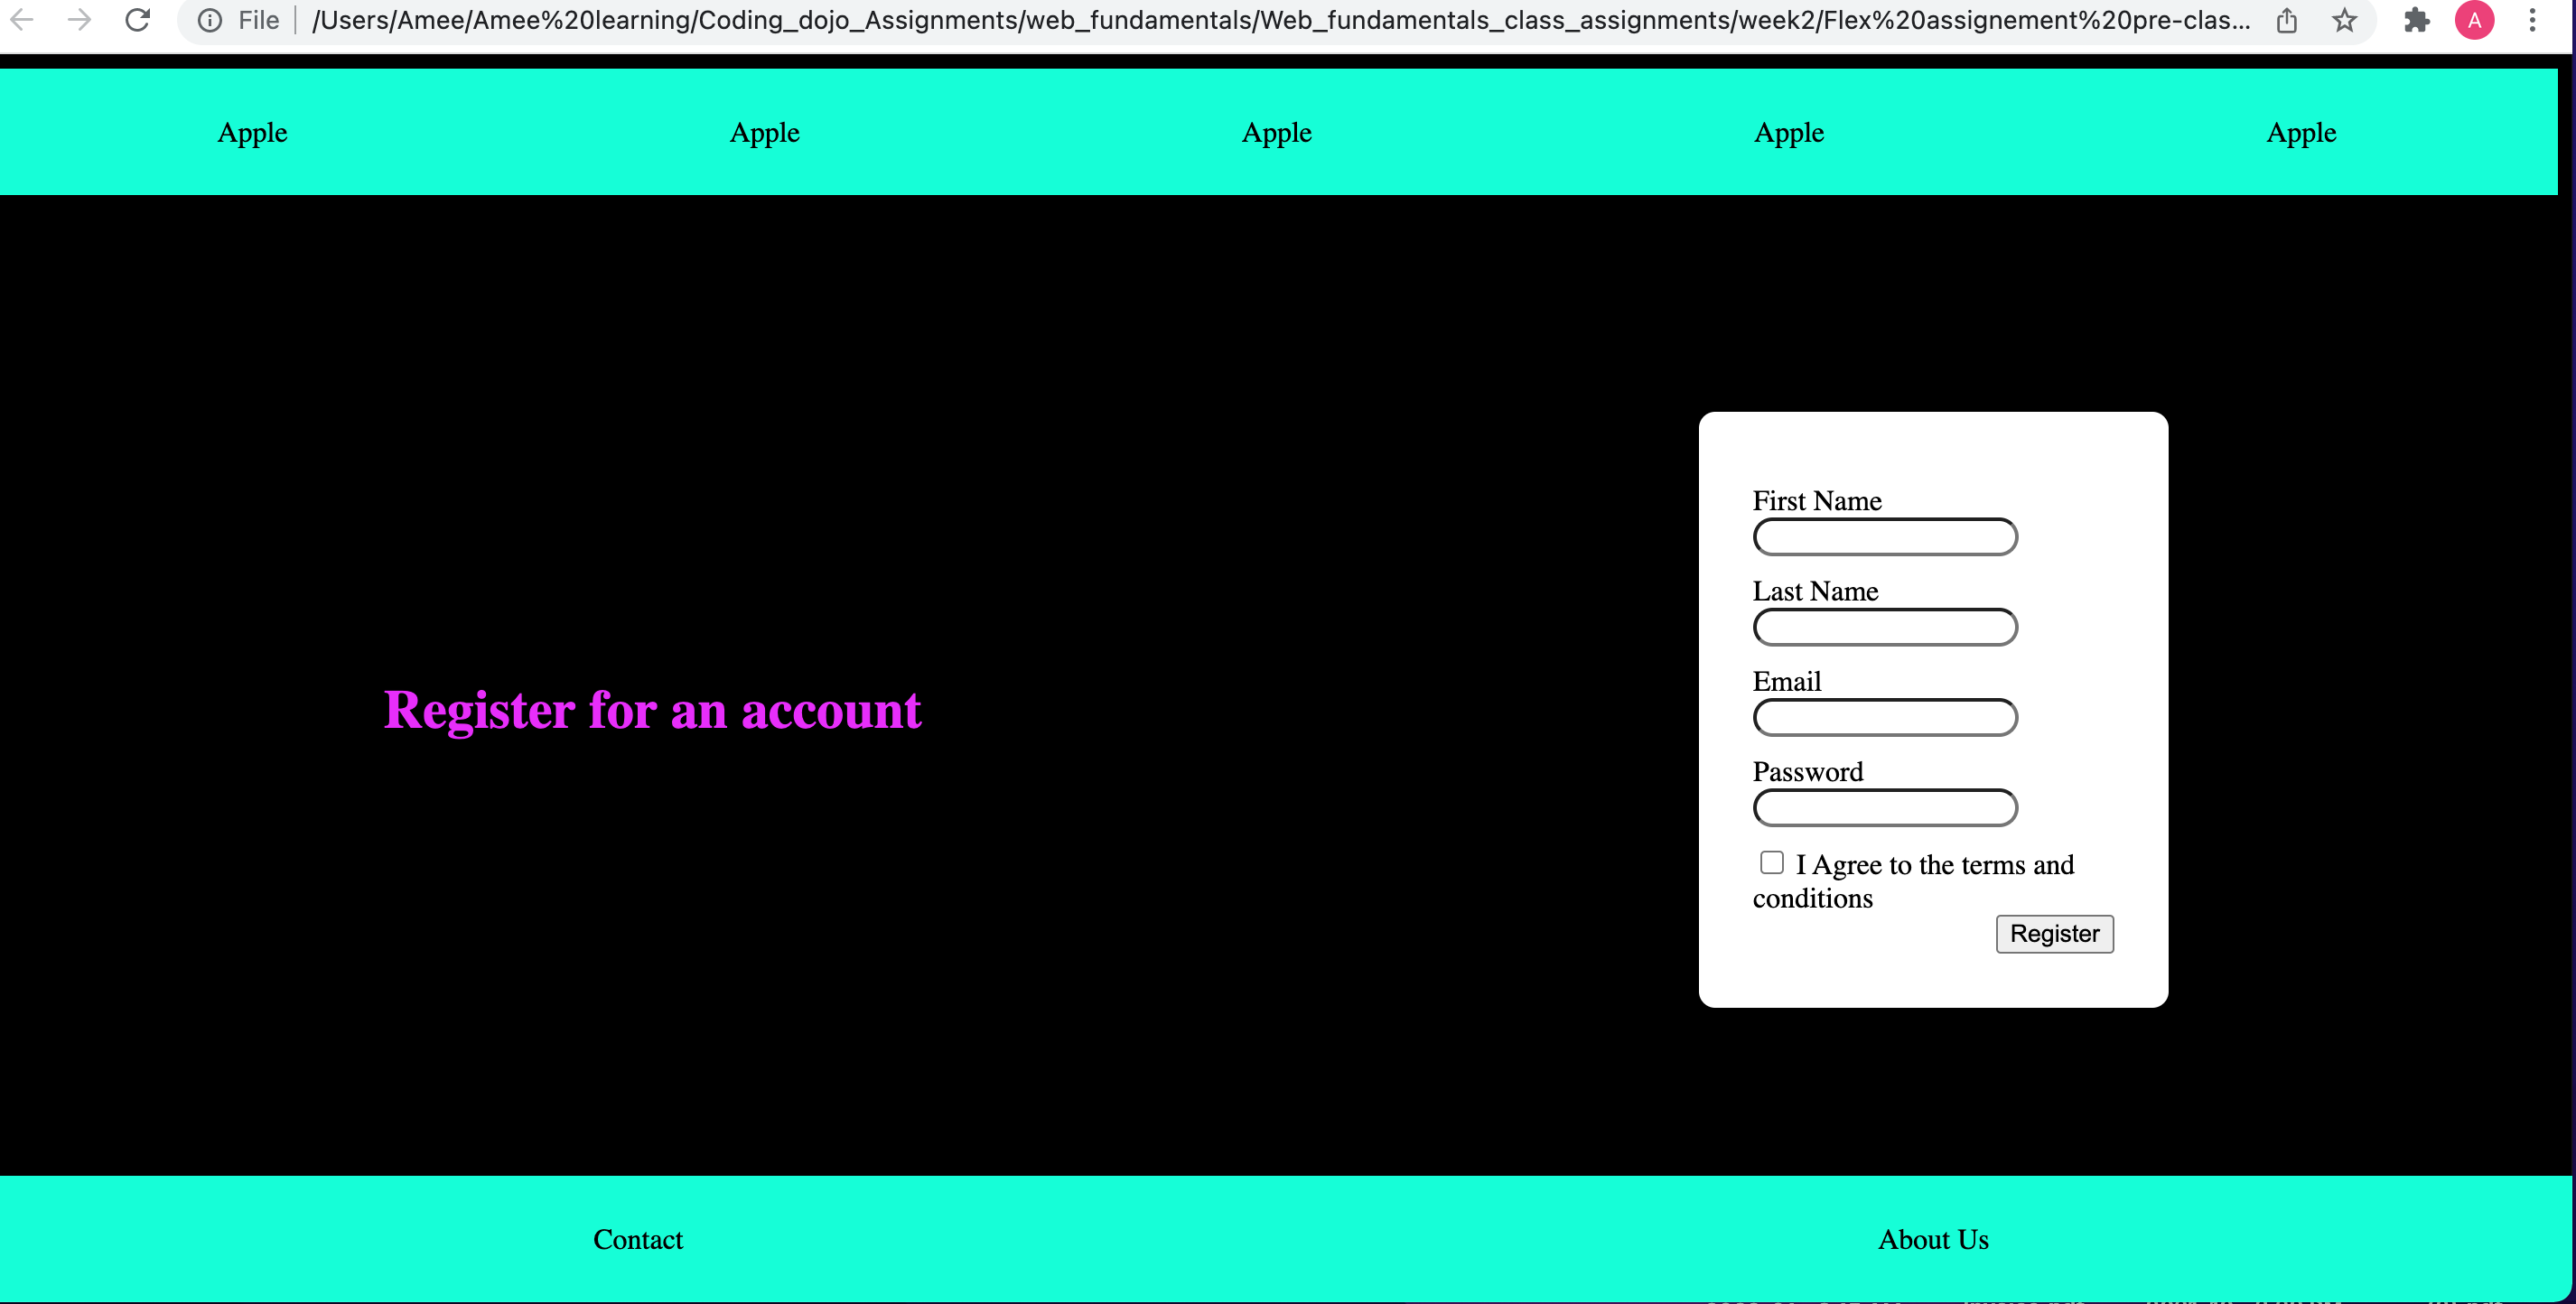 File /Users/Amee/Amee%20learning/Coding_dojo_Assignments/web_fundamentals/Web_fundamentals_class_assignments/week2/Flex%20assignement%20pre-clas... A
Apple Apple Apple Apple Apple
First Name
Last Name
Email
Register for an account
Password
I Agree to the terms and
conditions
Register
Contact About Us